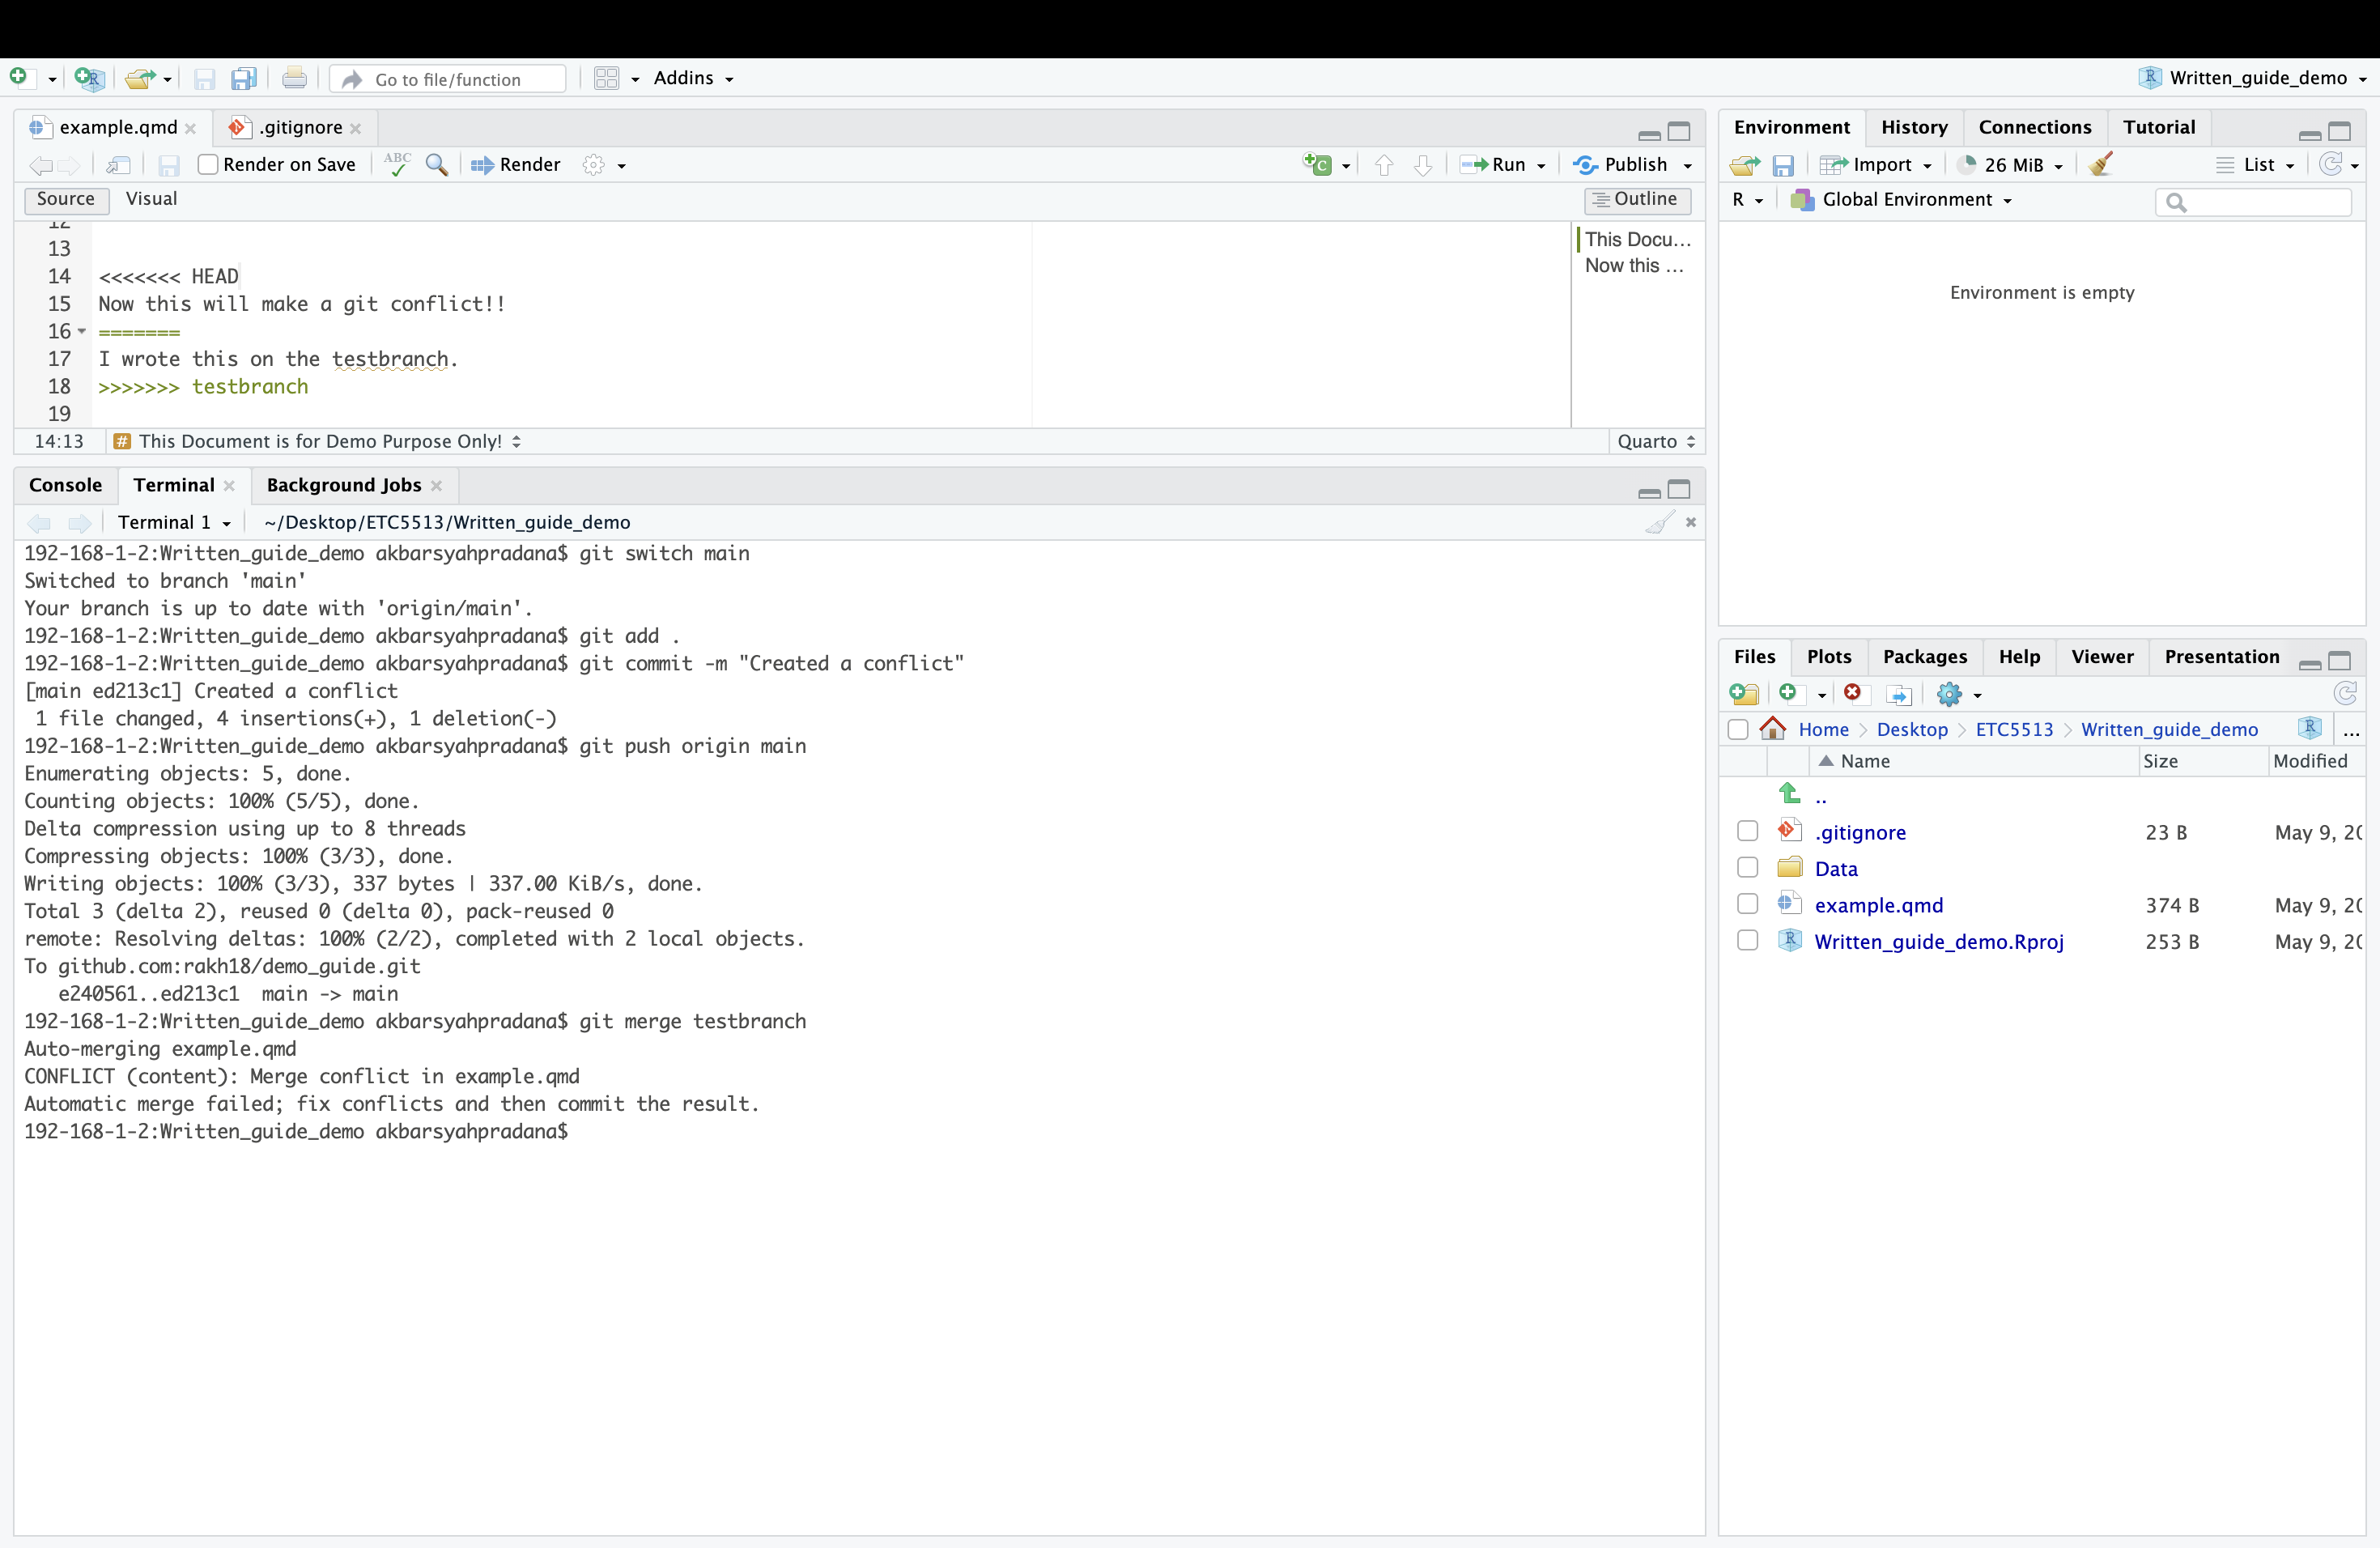 Go to file/function
Addins
Written_guide_demo
example.qmd
.gitignore
Render on Save
ABC
Render
Run
Publish
Source
Visual
Outline
12
13
14 <<<<<<< HEAD
15 Now this will make a git conflict!!
16 =======
17 I wrote this on the testbranch.
18 >>>>>>> testbranch
19
This Docu...
Now this ...
14:13
# This Document is for Demo Purpose Only!
Quarto
Console Terminal Background Jobs
Terminal 1 ~/Desktop/ETC5513/Written_guide_demo
192-168-1-2:Written_guide_demo akbarsyahpradana$ git switch main
Switched to branch 'main'
Your branch is up to date with 'origin/main'.
192-168-1-2:Written_guide_demo akbarsyahpradana$ git add .
192-168-1-2:Written_guide_demo akbarsyahpradana$ git commit -m "Created a conflict"
[main ed213c1] Created a conflict
 1 file changed, 4 insertions(+), 1 deletion(-)
192-168-1-2:Written_guide_demo akbarsyahpradana$ git push origin main
Enumerating objects: 5, done.
Counting objects: 100% (5/5), done.
Delta compression using up to 8 threads
Compressing objects: 100% (3/3), done.
Writing objects: 100% (3/3), 337 bytes | 337.00 KiB/s, done.
Total 3 (delta 2), reused 0 (delta 0), pack-reused 0
remote: Resolving deltas: 100% (2/2), completed with 2 local objects.
To github.com:rakh18/demo_guide.git
   e240561..ed213c1  main -> main
192-168-1-2:Written_guide_demo akbarsyahpradana$ git merge testbranch
Auto-merging example.qmd
CONFLICT (content): Merge conflict in example.qmd
Automatic merge failed; fix conflicts and then commit the result.
192-168-1-2:Written_guide_demo akbarsyahpradana$
Environment History Connections Tutorial
Import 26 MiB List
R Global Environment
Environment is empty
Files Plots Packages Help Viewer Presentation
Home Desktop ETC5513 Written_guide_demo ...
Name Size Modified
..
.gitignore 23 B May 9, 20
Data
example.qmd 374 B May 9, 20
Written_guide_demo.Rproj 253 B May 9, 20